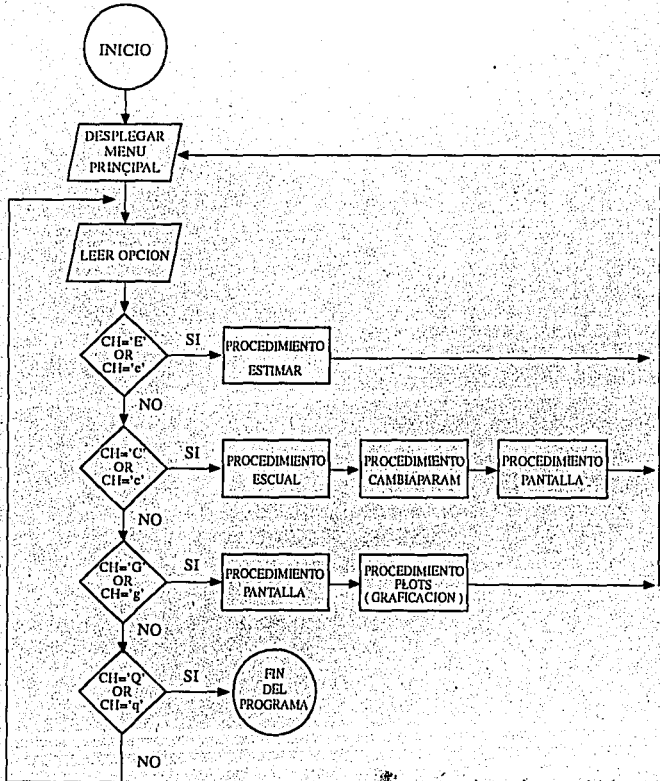 INICIO
DESPLEGAR
MENU
PRINCIPAL
LEER OPCION
CH='E'
OR
CH='e'
SI
PROCEDIMIENTO
ESTIMAR
NO
CH='C'
OR
CH='c'
SI
PROCEDIMIENTO
ESCUAL
PROCEDIMIENTO
CAMBIAPARAM
PROCEDIMIENTO
PANTALLA
NO
CH='G'
OR
CH='g'
SI
PROCEDIMIENTO
PANTALLA
PROCEDIMIENTO
PLOTS
( GRAFICACION )
NO
CH='Q'
OR
CH='q'
SI
FIN
DEL
PROGRAMA
NO